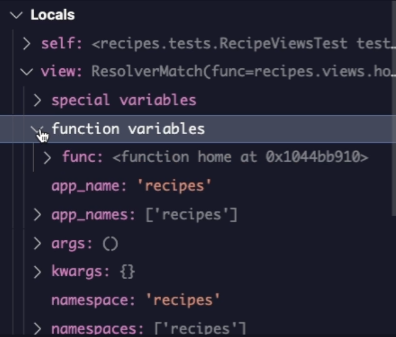 Locals
self: <recipes.tests.RecipeViewsTest test_…
view: ResolverMatch(func=recipes.views.ho…
special variables
function variables
func: <function home at 0x1044bb910>
app_name: 'recipes'
app_names: ['recipes']
args: ()
kwargs: {}
namespace: 'recipes'
namespaces: ['recipes']